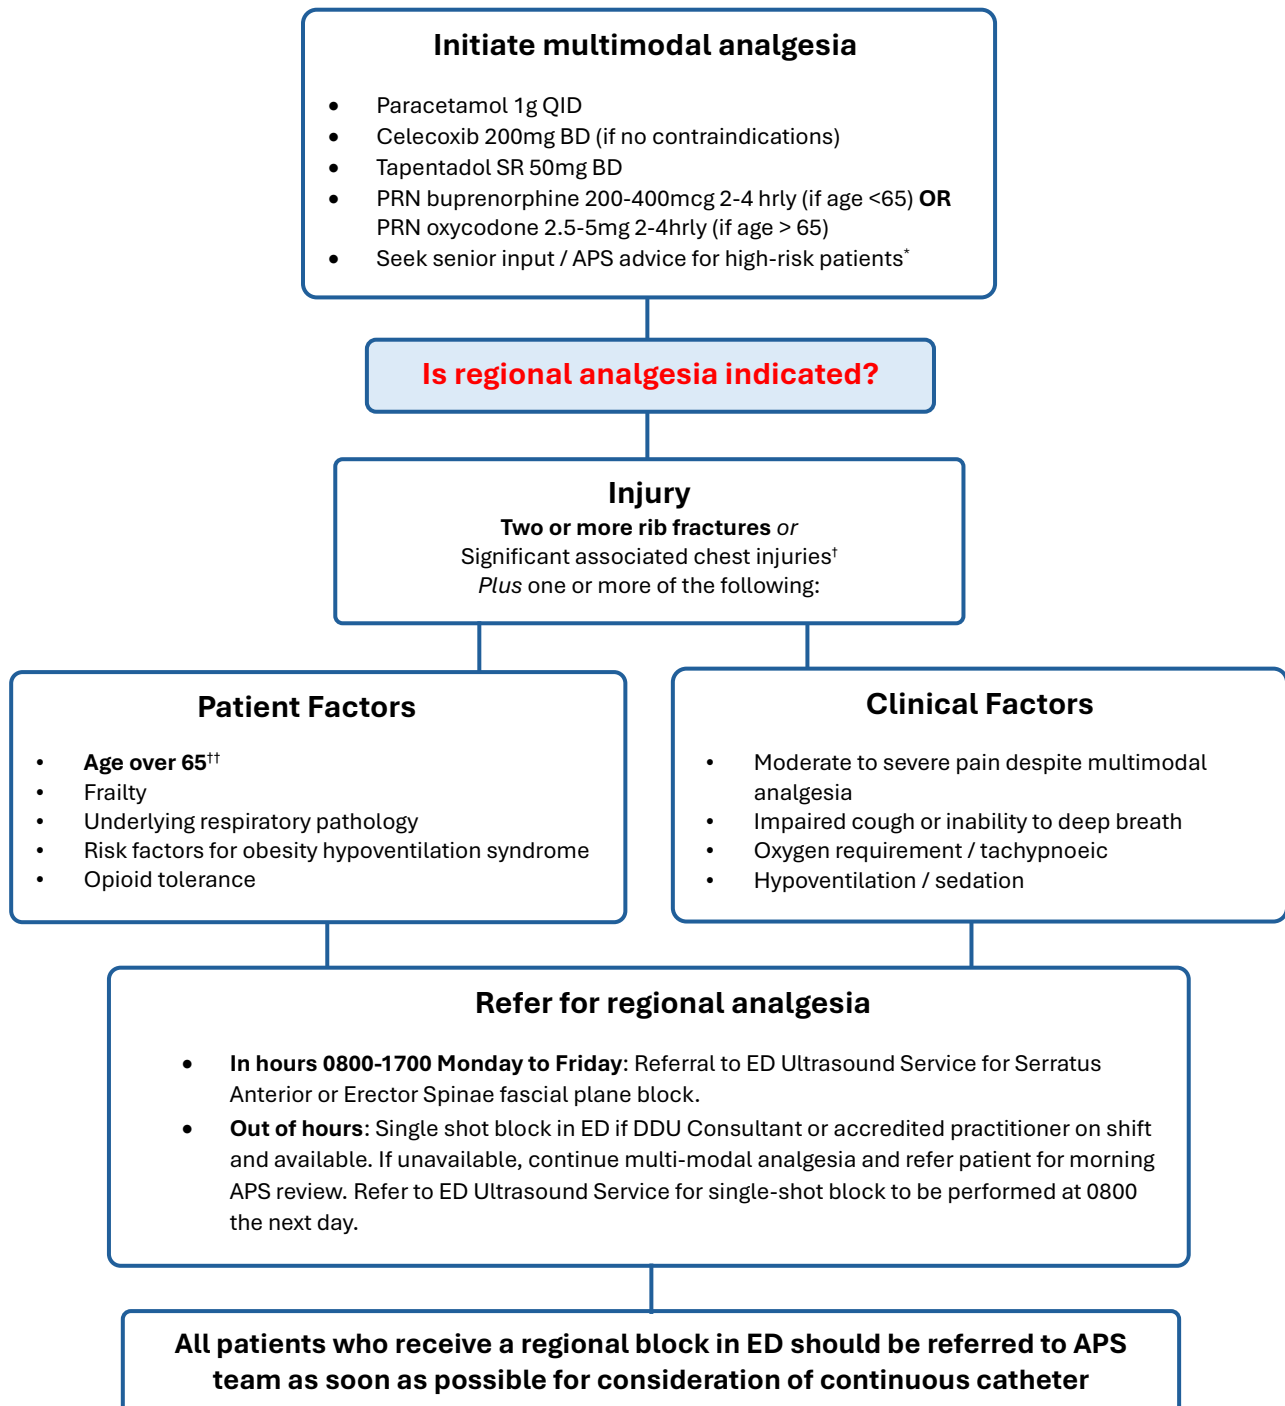 Initiate multimodal analgesia
• Paracetamol 1g QID
• Celecoxib 200mg BD (if no contraindications)
• Tapentadol SR 50mg BD
• PRN buprenorphine 200-400mcg 2-4 hrly (if age <65) OR
PRN oxycodone 2.5-5mg 2-4hrly (if age > 65)
• Seek senior input / APS advice for high-risk patients*
Is regional analgesia indicated?
Injury
Two or more rib fractures or
Significant associated chest injuries†
Plus one or more of the following:
Patient Factors
• Age over 65††
• Frailty
• Underlying respiratory pathology
• Risk factors for obesity hypoventilation syndrome
• Opioid tolerance
Clinical Factors
• Moderate to severe pain despite multimodal
analgesia
• Impaired cough or inability to deep breath
• Oxygen requirement / tachypnoeic
• Hypoventilation / sedation
Refer for regional analgesia
• In hours 0800-1700 Monday to Friday: Referral to ED Ultrasound Service for Serratus
Anterior or Erector Spinae fascial plane block.
• Out of hours: Single shot block in ED if DDU Consultant or accredited practitioner on shift
and available. If unavailable, continue multi-modal analgesia and refer patient for morning
APS review. Refer to ED Ultrasound Service for single-shot block to be performed at 0800
the next day.
All patients who receive a regional block in ED should be referred to APS
team as soon as possible for consideration of continuous catheter